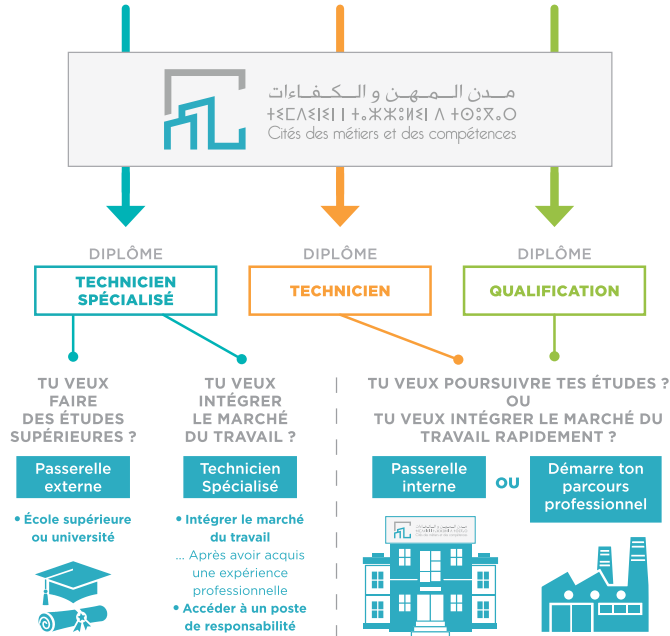 مـدن الـمـهـن و الـكـفـاءات
ⵜⵉⵎⴷⵉⵏⵉⵏ ⵏ ⵜⴰⵣⵣⵓⵍⵉⵏ ⴷ ⵜⵙⵓⴳⴰⵔ
Cités des métiers et des compétences
DIPLÔME
TECHNICIEN
SPÉCIALISÉ
DIPLÔME
TECHNICIEN
DIPLÔME
QUALIFICATION
TU VEUX
FAIRE
DES ÉTUDES
SUPÉRIEURES ?
Passerelle
externe
• École supérieure
ou université
TU VEUX
INTÉGRER
LE MARCHÉ
DU TRAVAIL ?
Technicien
Spécialisé
• Intégrer le marché
du travail
... Après avoir acquis
une expérience
professionnelle
• Accéder à un poste
de responsabilité
TU VEUX POURSUIVRE TES ÉTUDES ?
OU
TU VEUX INTÉGRER LE MARCHÉ DU
TRAVAIL RAPIDEMENT ?
Passerelle
interne
OU
Démarre ton
parcours
professionnel